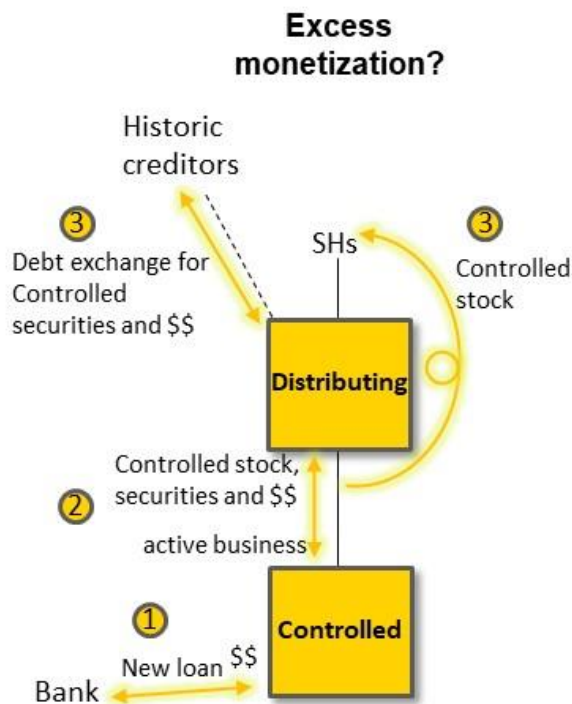 Excess
monetization?
Historic
creditors
3
Debt exchange for
Controlled
securities and $$
SHs
3
Controlled
stock
Distributing
2
Controlled stock,
securities and $$
active business
Controlled
1
New loan $$
Bank